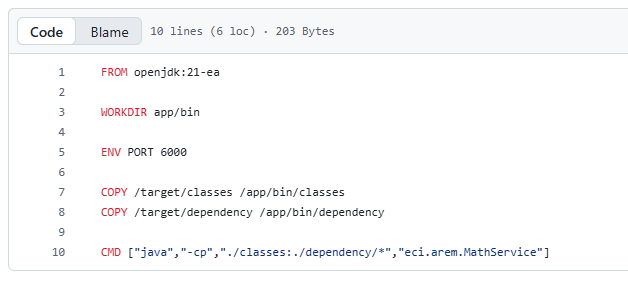 Code Blame 10 lines (6 loc) · 203 Bytes
1 FROM openjdk:21-ea
2
3 WORKDIR app/bin
4
5 ENV PORT 6000
6
7 COPY /target/classes /app/bin/classes
8 COPY /target/dependency /app/bin/dependency
9
10 CMD ["java","-cp","./classes:./dependency/*","eci.arem.MathService"]